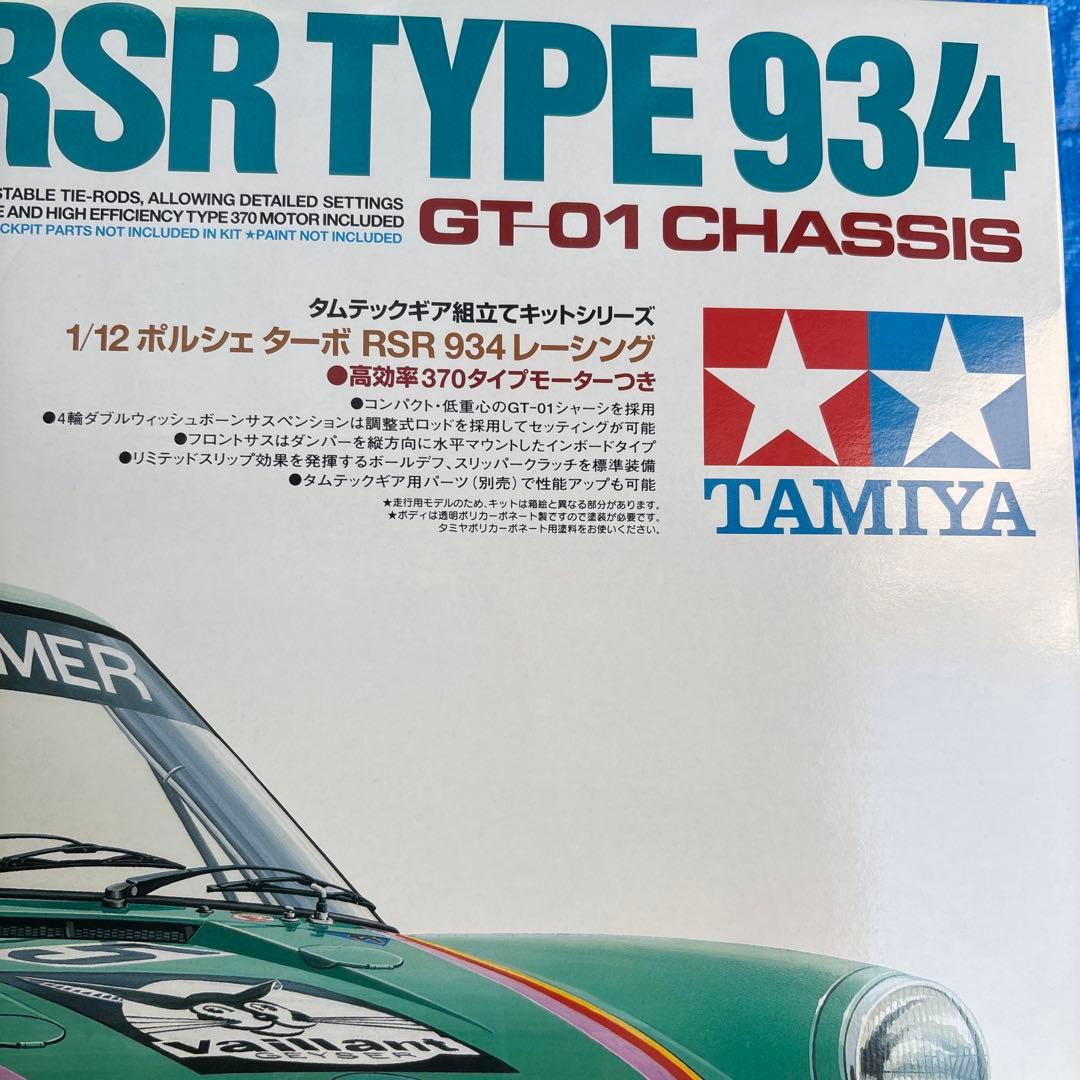 RSR TYPE 934
STABLE TIE-RODS, ALLOWING DETAILED SETTINGS
E AND HIGH EFFICIENCY TYPE 370 MOTOR INCLUDED
CKPIT PARTS NOT INCLUDED IN KIT ★PAINT NOT INCLUDED
GT-01 CHASSIS
タムテックギア組立てキットシリーズ
1/12 ポルシェ ターボ RSR 934 レーシング
●高効率370タイプモーターつき
●コンパクト・低重心のGT-01シャーシを採用
●4輪ダブルウィッシュボーンサスペンションは調整式ロッドを採用してセッティングが可能
●フロントサスはダンパーを縦方向に水平マウントしたインボードタイプ
●リミテッドスリップ効果を発揮するボールデフ、スリッパークラッチを標準装備
●タムテックギア用パーツ(別売)で性能アップも可能
★走行用モデルのため、キットは箱絵と異なる部分があります。
★ボディは透明ポリカーボネート製ですので塗装が必要です。
タミヤポリカーボネート用塗料をお使いください。
TAMIYA
MER
vaillant
GEYSER